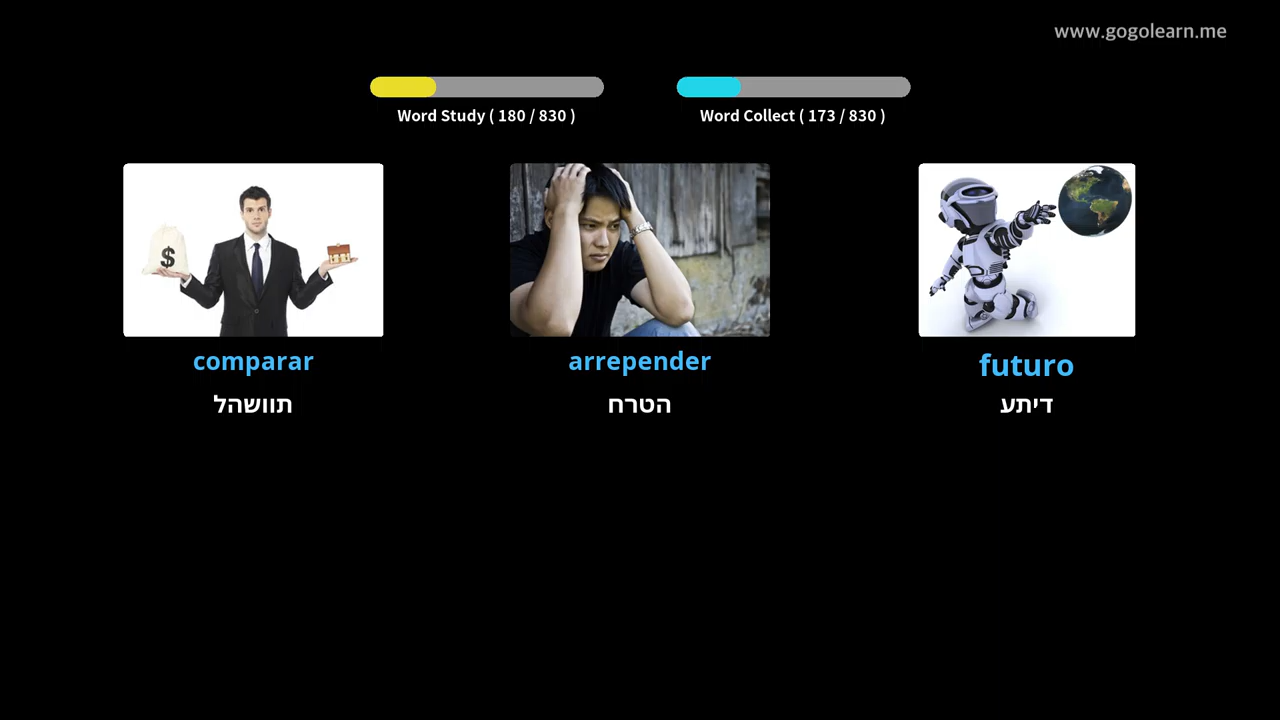 www.gogolearn.me
Word Study ( 180 / 830 )
Word Collect ( 173 / 830 )
comparar
תוושהל
arrepender
הטרח
futuro
דיתע
$